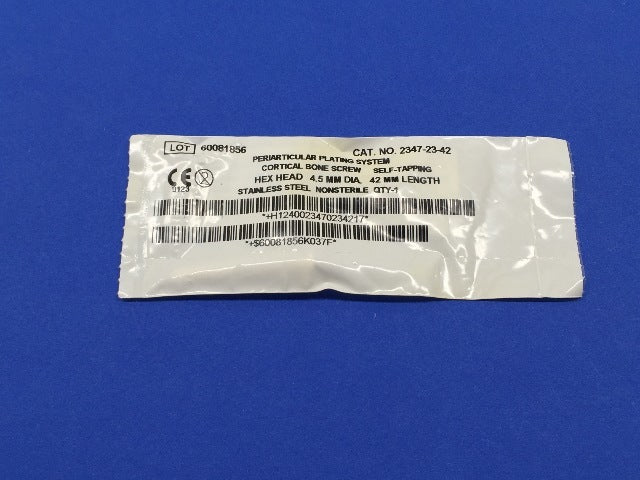 LOT 60081856 CAT. NO. 2347-23-42
PERIARTICULAR PLATING SYSTEM
CORTICAL BONE SCREW SELF-TAPPING
HEX HEAD 4.5 MM DIA. 42 MM LENGTH
0123
STAINLESS STEEL NONSTERILE QTY-1
*+H1240023470234217*
*+$60081856K037F*